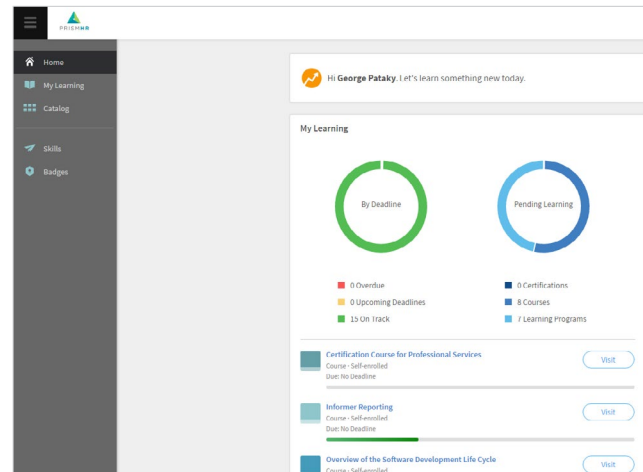 PRISMHR
Home
My Learning
Catalog
Skills
Badges
Hi George Pataky. Let's learn something new today.
My Learning
By Deadline
Pending Learning
0 Overdue
0 Upcoming Deadlines
15 On Track
0 Certifications
8 Courses
7 Learning Programs
Certification Course for Professional Services
Course - Self-enrolled
Due: No Deadline
Visit
Informer Reporting
Course - Self-enrolled
Due: No Deadline
Visit
Overview of the Software Development Life Cycle
Course - Self-enrolled
Visit